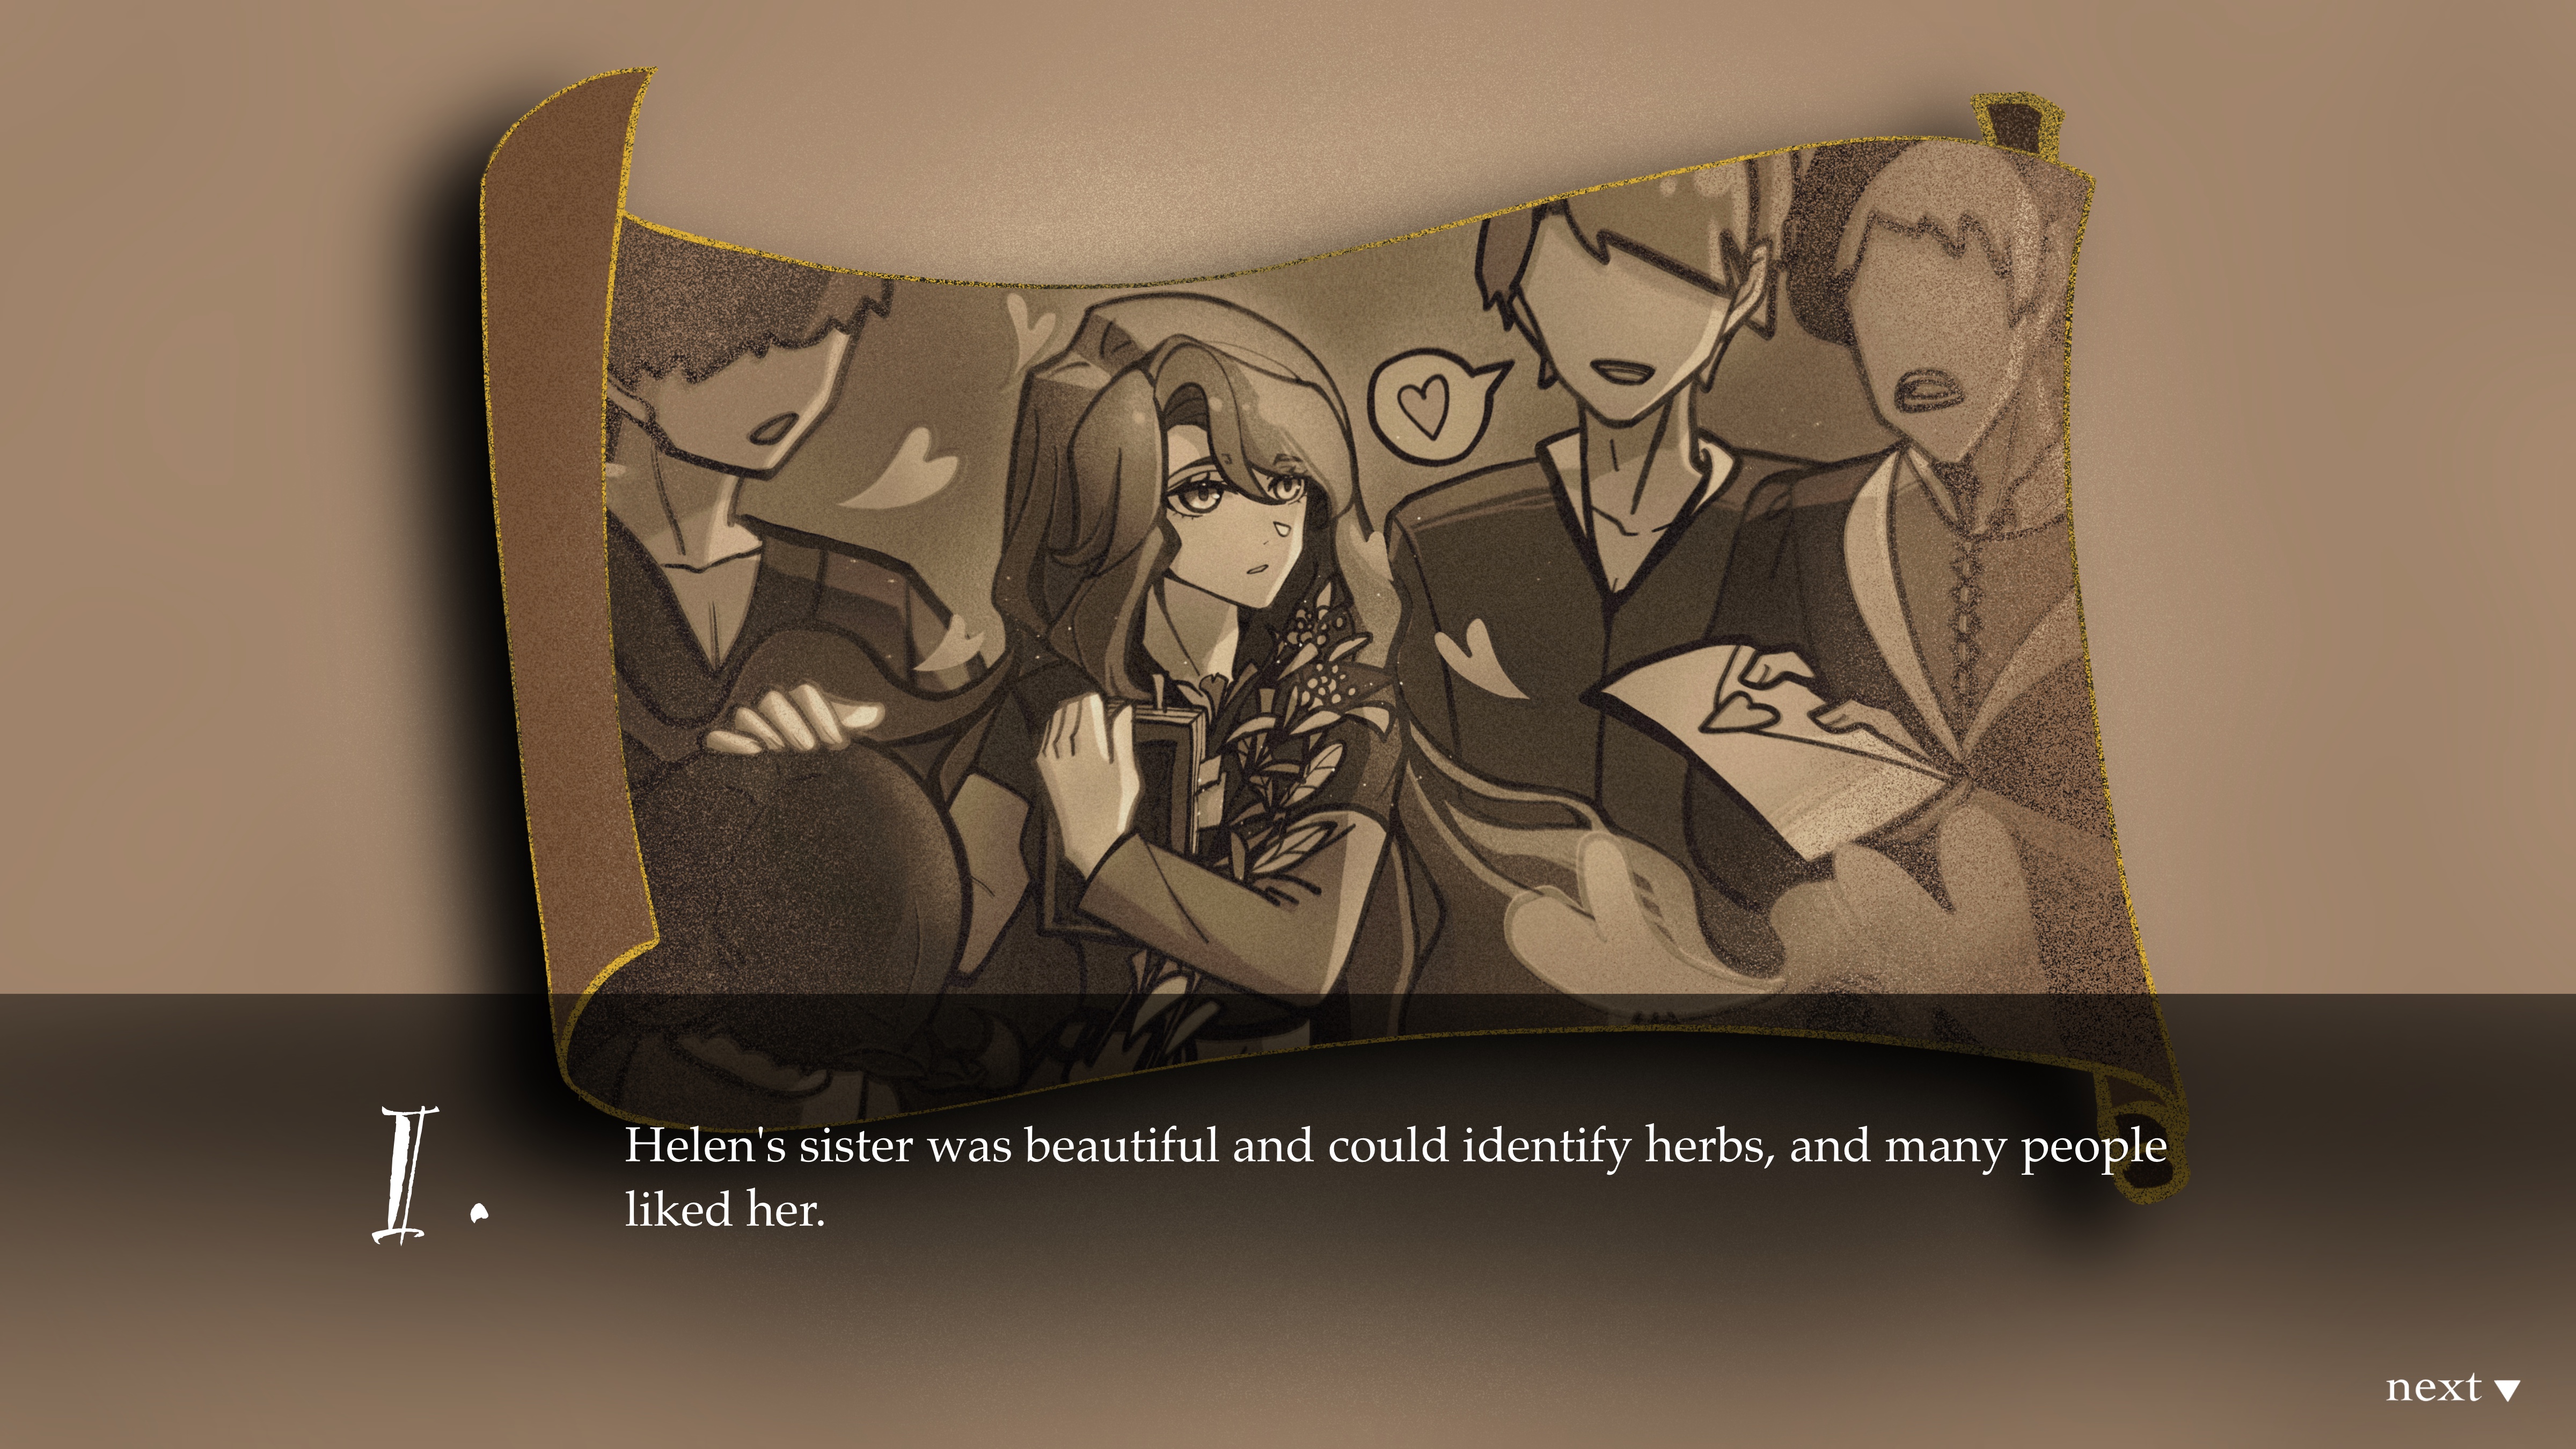 I.
Helen's sister was beautiful and could identify herbs, and many people
liked her.
next ▼